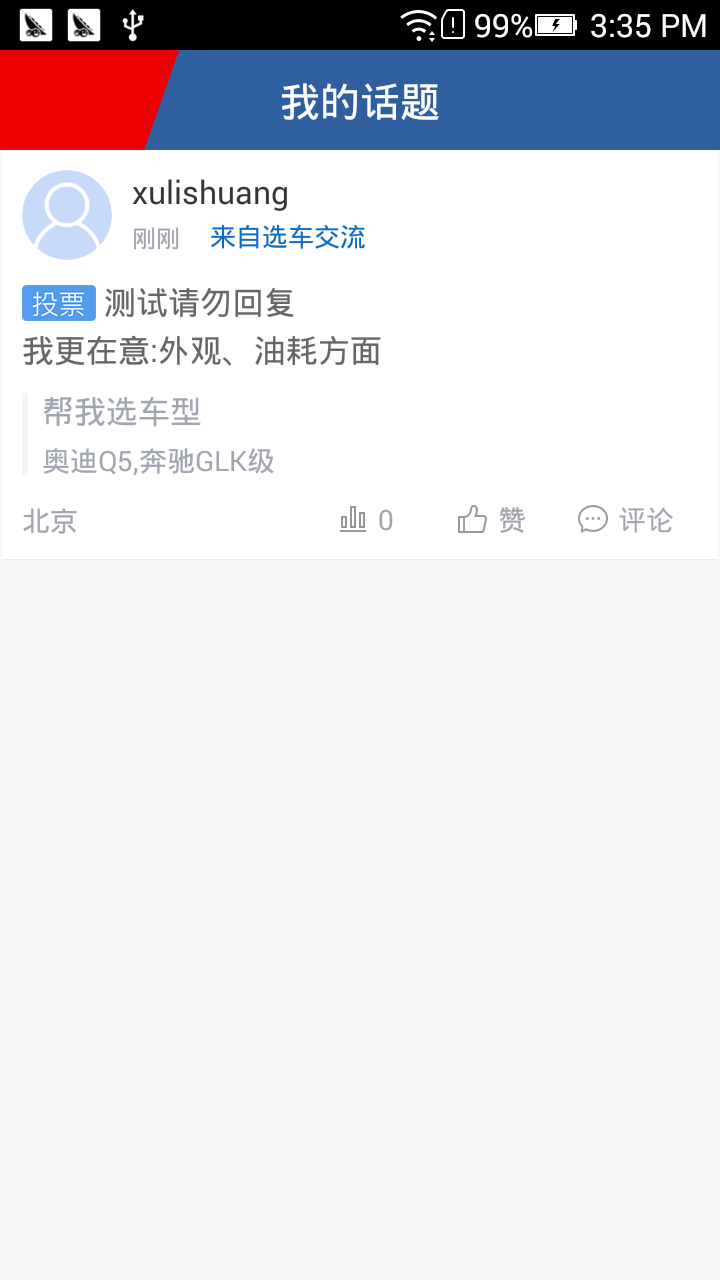 99% 3:35 PM
我的话题
xulishuang
刚刚 来自选车交流
投票 测试请勿回复
我更在意:外观、油耗方面
帮我选车型
奥迪Q5,奔驰GLK级
北京 0 赞 评论